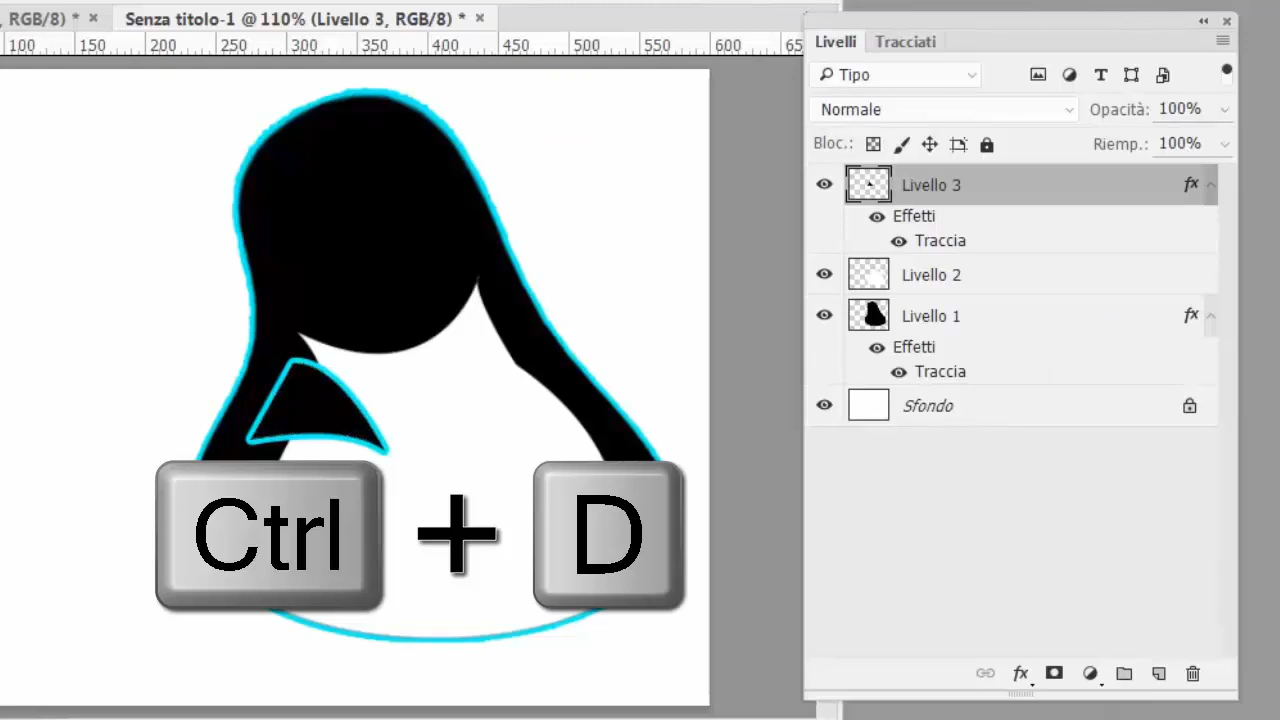 , RGB/8) * ×
Senza titolo-1 @ 110% (Livello 3, RGB/8) * ×
100 150 200 250 300 350 400 450 500 550 600 65
Livelli Tracciati
Tipo
Normale Opacità: 100%
Bloc.: Riemp.: 100%
Livello 3 fx
Effetti
Traccia
Livello 2
Livello 1 fx
Effetti
Traccia
Sfondo
Ctrl + D
fx